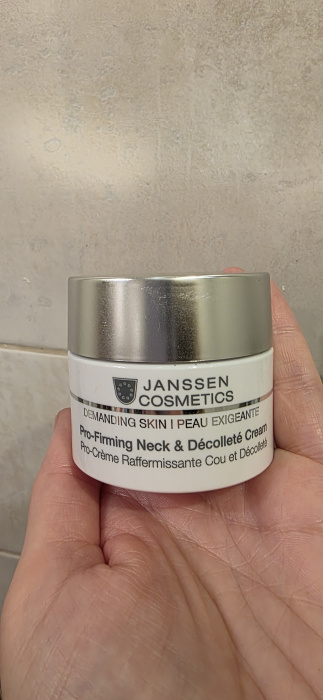 JANSSEN
COSMETICS
DEMANDING SKIN | PEAU EXIGEANTE
Pro-Firming Neck & Décolleté Cream
Pro-Crème Raffermissante Cou et Décolleté